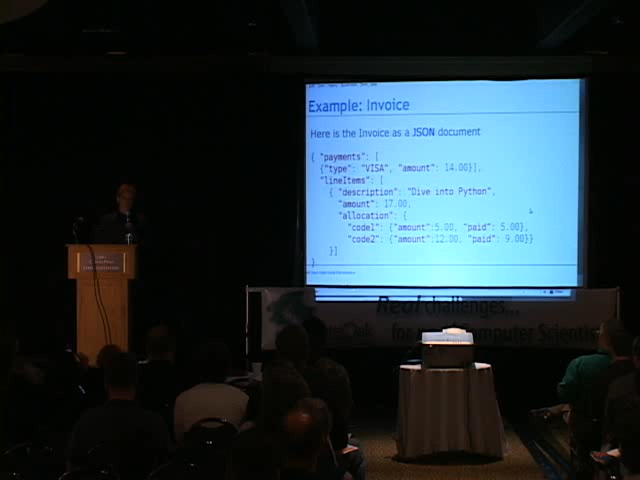 Example: Invoice
Here is the Invoice as a JSON document
{ "payments": [
{"type": "VISA", "amount": 14.00}],
"lineItems": [
{ "description": "Dive into Python",
"amount": 17.00,
"allocation": {
"code1": {"amount":5.00, "paid": 5.00},
"code2": {"amount":12.00, "paid": 9.00}}
}]
}
Real challenges...
for Computer Scientis